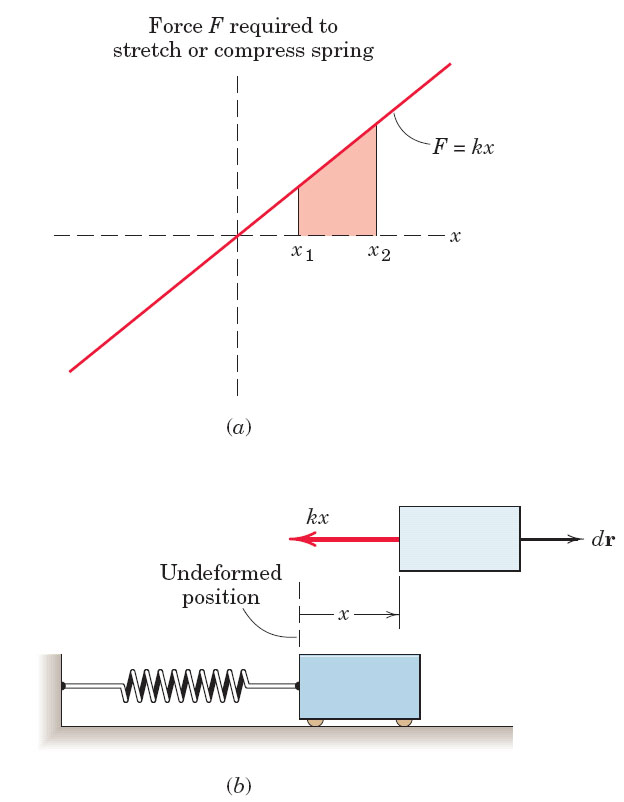 Force F required to
stretch or compress spring
F = kx
x
x1
x2
(a)
kx
dr
Undeformed
position
x
(b)